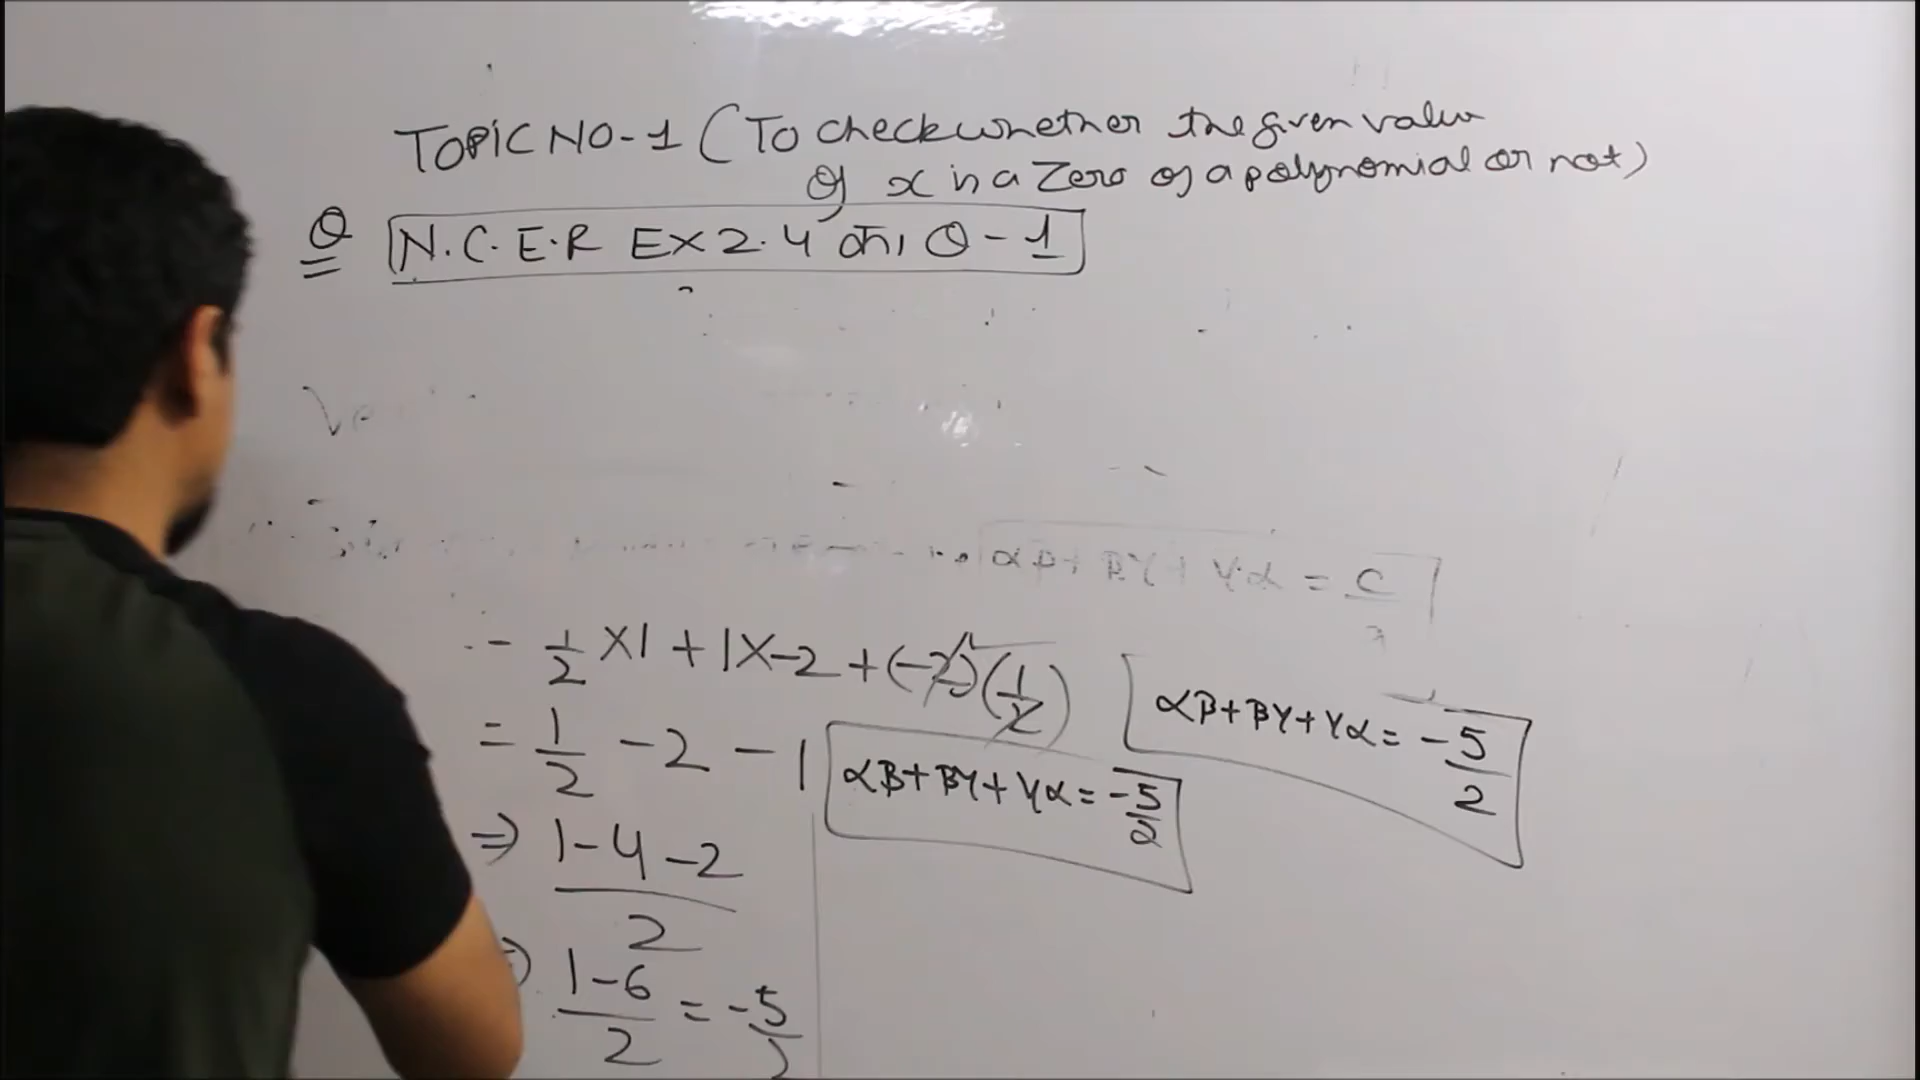 TOPIC NO-1 (To check whether the given value
of x is a Zero of a polynomial or not)
Q N.C.E.R EX 2.4 का Q-1
αβ+βγ+γα = C
- 1/2 X1 + 1X-2 + (-2)(1/2)
αβ+βγ+γα = -5/2
= 1/2 -2 -1
αβ+βγ+γα = -5/2
⇒ 1-4-2/2
⇒ 1-6/2 = -5/2